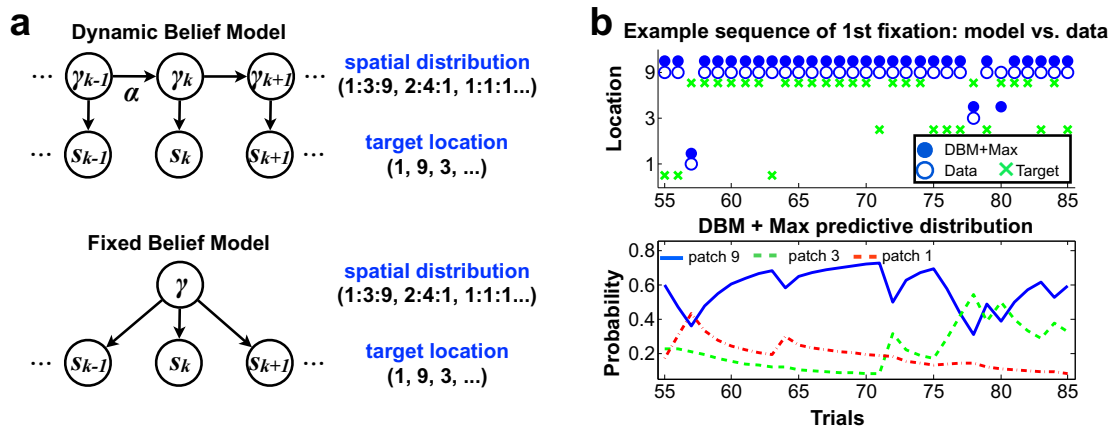 a
Dynamic Belief Model
... γk-1 γk γk+1 ...
α
spatial distribution
(1:3:9, 2:4:1, 1:1:1...)
... sk-1 sk sk+1 ...
target location
(1, 9, 3, ...)
Fixed Belief Model
γ
spatial distribution
(1:3:9, 2:4:1, 1:1:1...)
... sk-1 sk sk+1 ...
target location
(1, 9, 3, ...)
b
Example sequence of 1st fixation: model vs. data
Location
9
3
1
DBM+Max
Data
Target
55 60 65 70 75 80 85
DBM + Max predictive distribution
patch 9 patch 3 patch 1
Probability
0.8
0.6
0.4
0.2
55 60 65 70 75 80 85
Trials